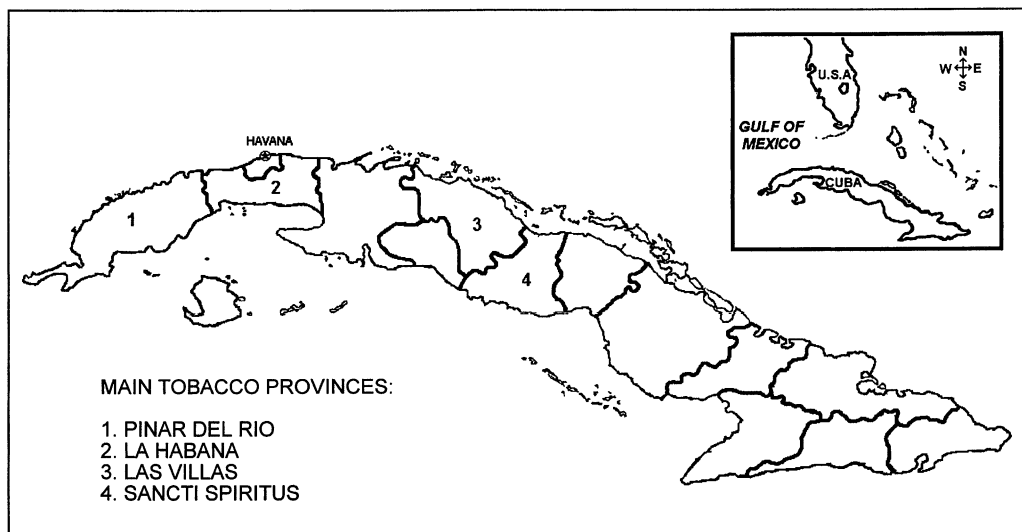 HAVANA
1
2
3
4
MAIN TOBACCO PROVINCES:
1. PINAR DEL RIO
2. LA HABANA
3. LAS VILLAS
4. SANCTI SPIRITUS
U.S.A
N
W E
S
GULF OF
MEXICO
CUBA